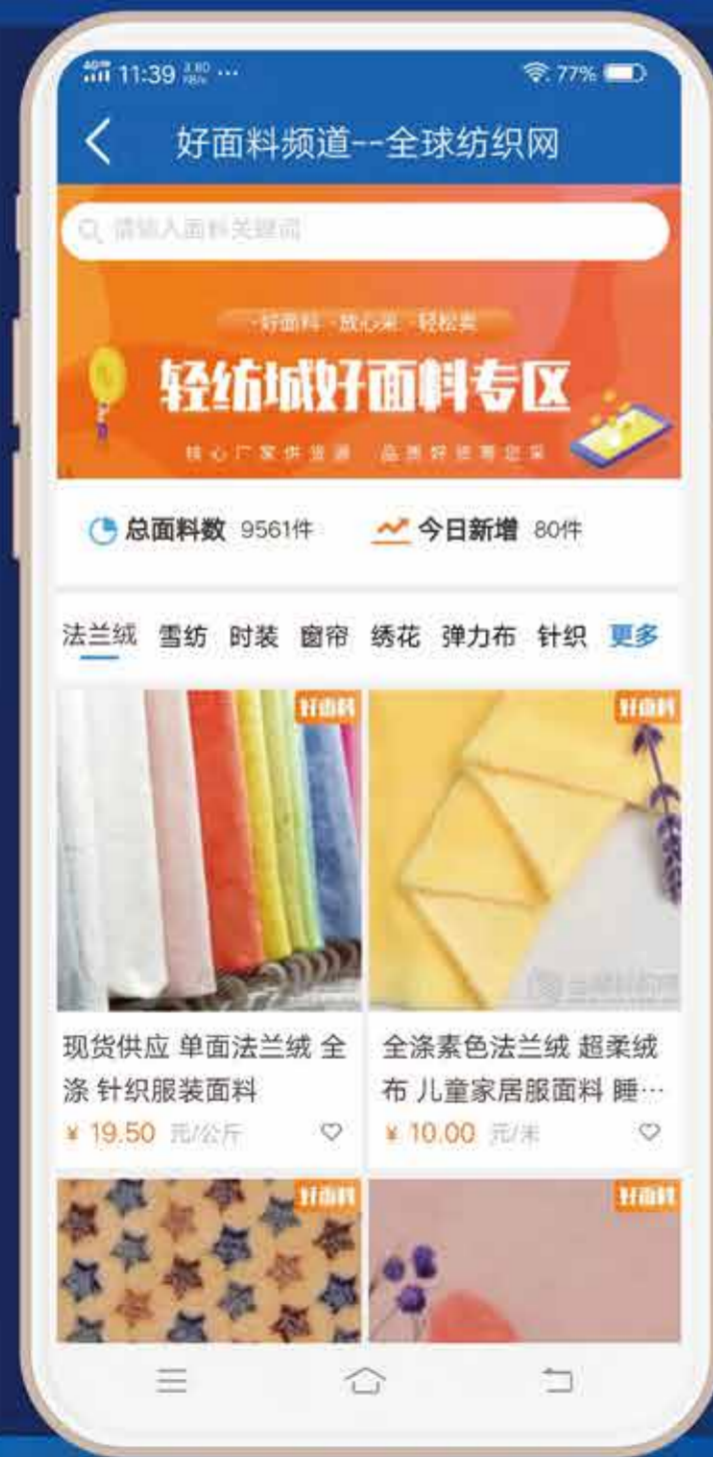 11:39
77%
好面料频道--全球纺织网
请输入面料关键词
·好面料 ·放心采 ·轻松卖
轻纺城好面料专区
核心厂家供货源 品质好货等您采
总面料数 9561件 今日新增 80件
法兰绒 雪纺 时装 窗帘 绣花 弹力布 针织 更多
好面料
好面料
现货供应 单面法兰绒 全
涤 针织服装面料
¥ 19.50 元/公斤
全涤素色法兰绒 超柔绒
布 儿童家居服面料 睡…
¥ 10.00 元/米
好面料
好面料